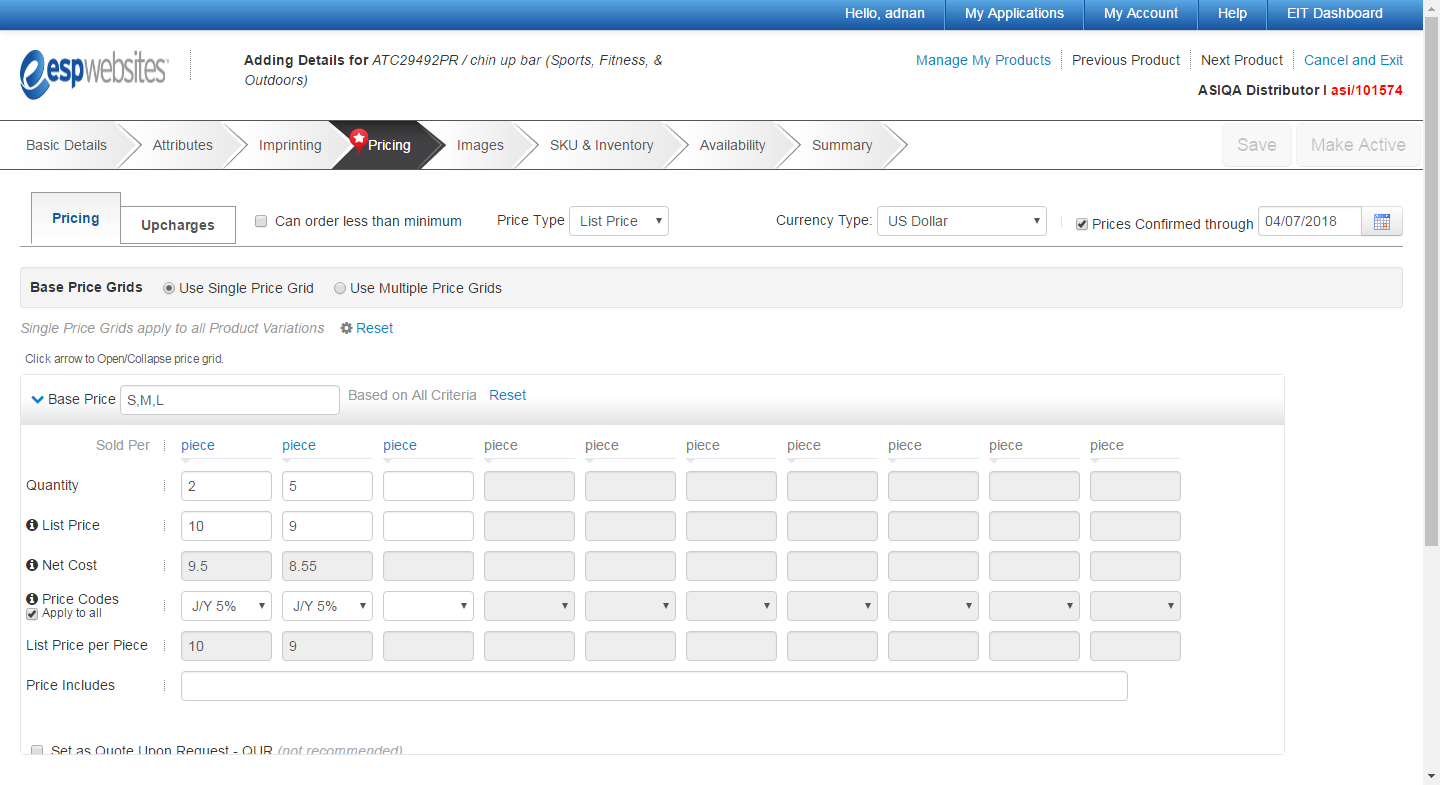 Hello, adnan My Applications My Account Help EIT Dashboard
espwebsites
Adding Details for ATC29492PR / chin up bar (Sports, Fitness, &
Outdoors)
Manage My Products Previous Product Next Product Cancel and Exit
ASIQA Distributor I asi/101574
Basic Details Attributes Imprinting Pricing Images SKU & Inventory Availability Summary Save Make Active
Pricing Upcharges Can order less than minimum Price Type List Price Currency Type: US Dollar Prices Confirmed through 04/07/2018
Base Price Grids Use Single Price Grid Use Multiple Price Grids
Single Price Grids apply to all Product Variations Reset
Click arrow to Open/Collapse price grid.
Base Price S,M,L Based on All Criteria Reset
Sold Per piece piece piece piece piece piece piece piece piece piece
Quantity 2 5
List Price 10 9
Net Cost 9.5 8.55
Price Codes J/Y 5% J/Y 5%
Apply to all
List Price per Piece 10 9
Price Includes
Set as Quote Upon Request - QUR (not recommended)